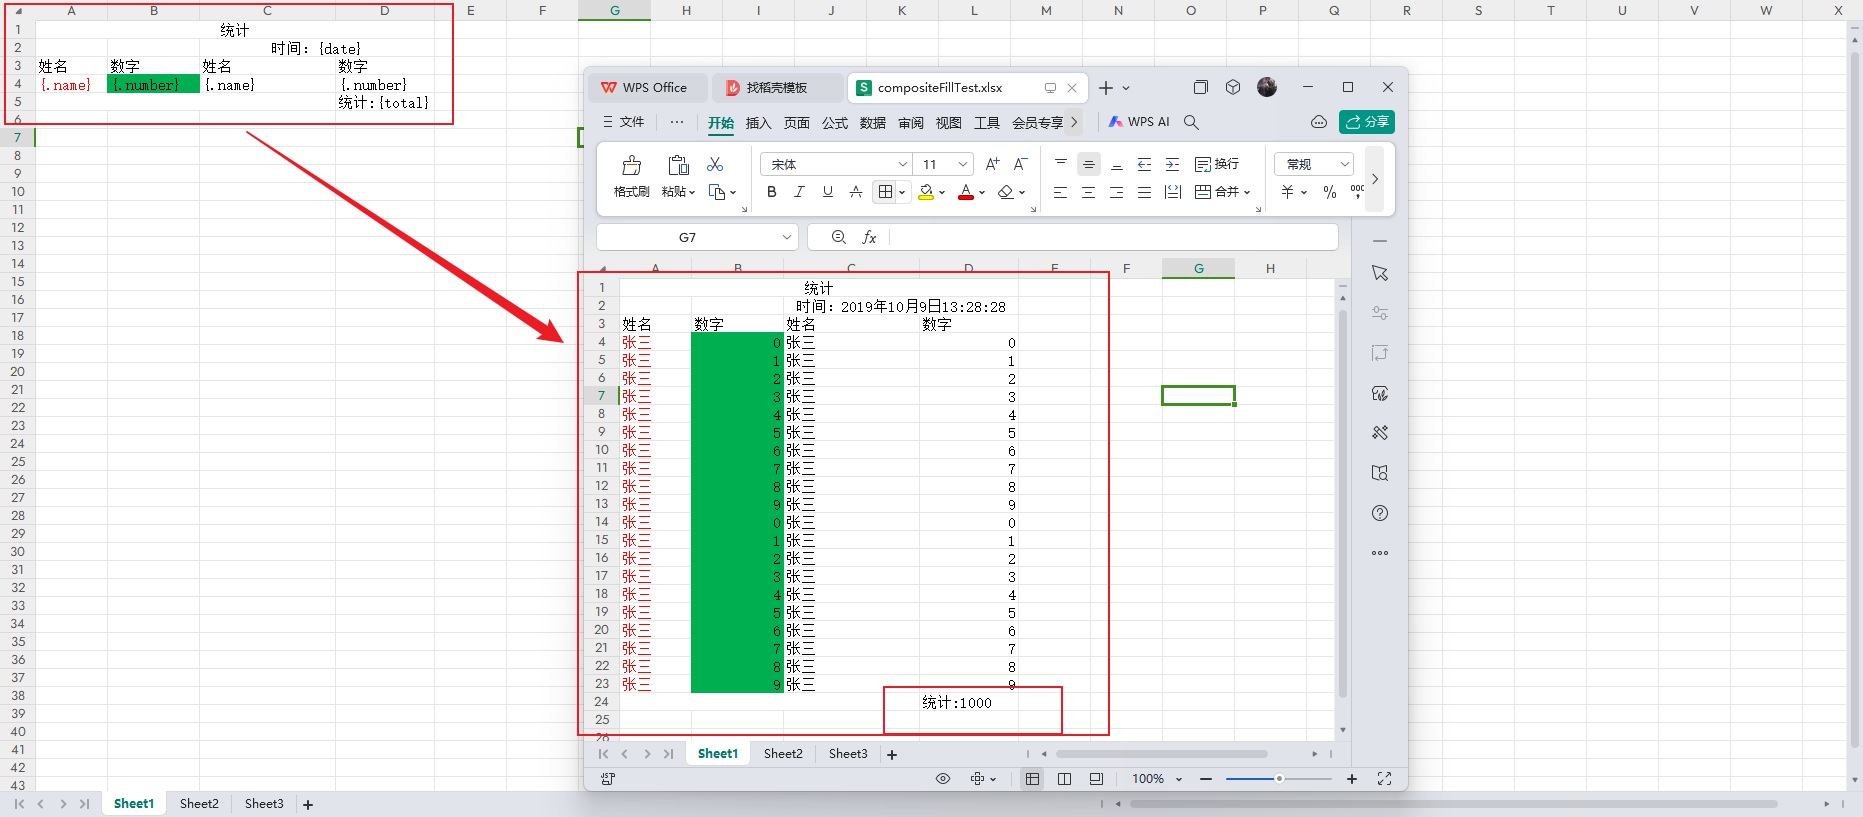 A B C D E F G H I J K L M N O P Q R S T U V W X
1 统计
2 时间：{date}
3 姓名 数字 姓名 数字
4 {.name} {.number} {.name} {.number}
5 统计:{total}
6
7
8
9
10
11
12
13
14
15
16
17
18
19
20
21
22
23
24
25
26
27
28
29
30
31
32
33
34
35
36
37
38
39
40
41
42
43
Sheet1 Sheet2 Sheet3 +
WPS Office 找稻壳模板 S compositeFillTest.xlsx
文件 ··· 开始 插入 页面 公式 数据 审阅 视图 工具 会员专享 WPS AI 分享
宋体 11 A+ A- 换行 常规
格式刷 粘贴 B I U A A 合并 ¥ % 000
G7 fx
A B C D E F G H
1 统计
2 时间：2019年10月9日13:28:28
3 姓名 数字 姓名 数字
4 张三 0 张三 0
5 张三 1 张三 1
6 张三 2 张三 2
7 张三 3 张三 3
8 张三 4 张三 4
9 张三 5 张三 5
10 张三 6 张三 6
11 张三 7 张三 7
12 张三 8 张三 8
13 张三 9 张三 9
14 张三 0 张三 0
15 张三 1 张三 1
16 张三 2 张三 2
17 张三 3 张三 3
18 张三 4 张三 4
19 张三 5 张三 5
20 张三 6 张三 6
21 张三 7 张三 7
22 张三 8 张三 8
23 张三 9 张三 9
24 统计:1000
25
26
Sheet1 Sheet2 Sheet3 +
100%